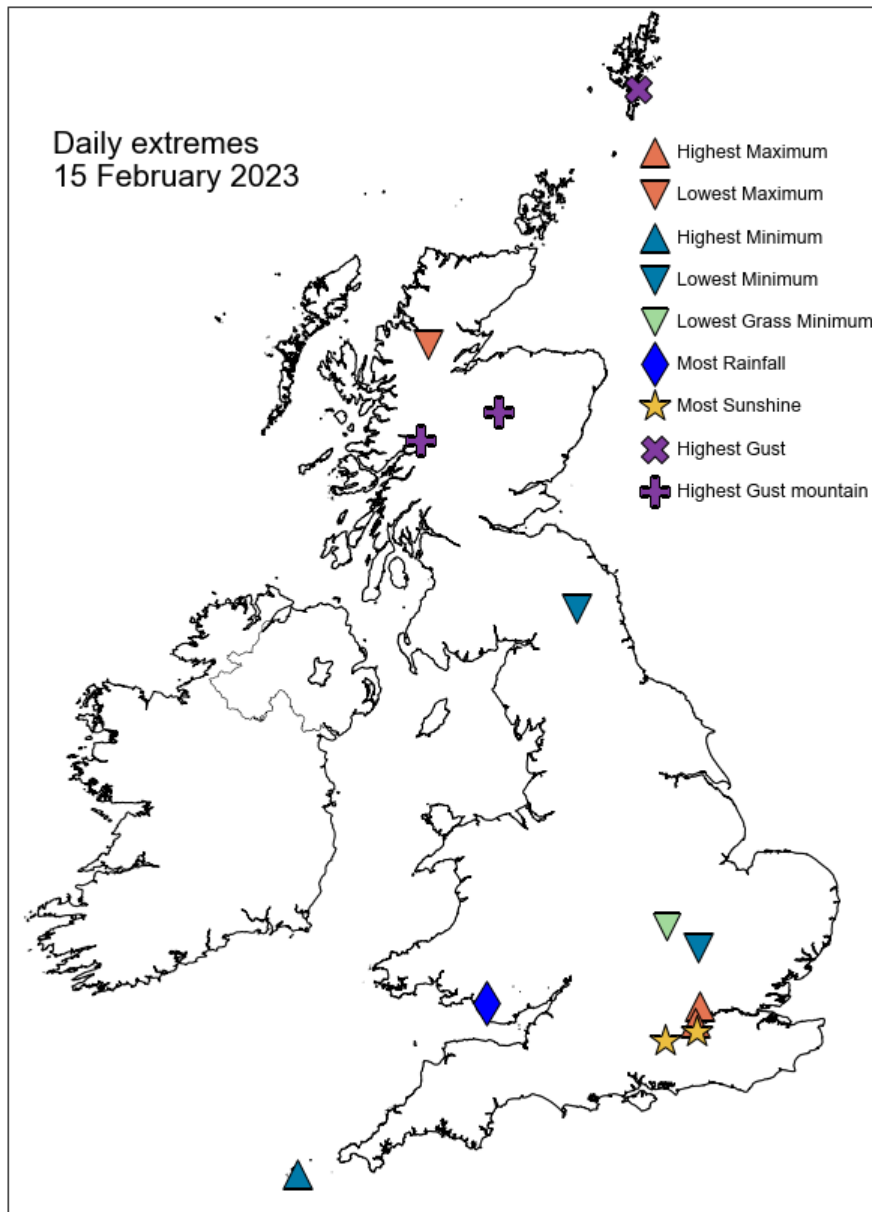 Daily extremes
15 February 2023
Highest Maximum
Lowest Maximum
Highest Minimum
Lowest Minimum
Lowest Grass Minimum
Most Rainfall
Most Sunshine
Highest Gust
Highest Gust mountain